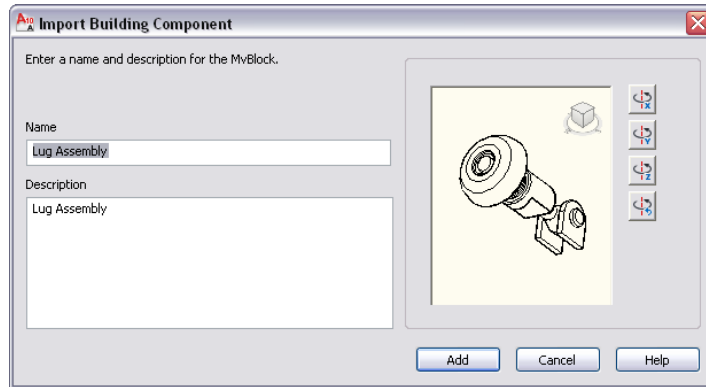 Import Building Component
Enter a name and description for the MvBlock.
Name
Lug Assembly
Description
Lug Assembly
X
Y
Z
Add
Cancel
Help